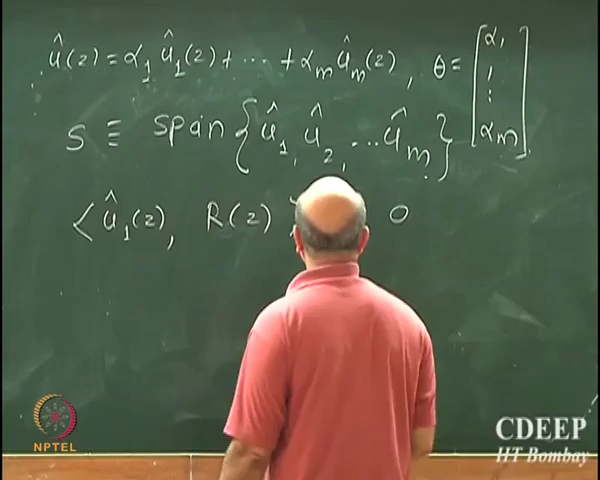 û(z) = α₁ û₁(z) + ... + αₘ ûₘ(z), θ = [α₁ ⋮ αₘ]
S ≡ span { û₁, û₂, ... ûₘ }
< û₁(z), R(z) 0
NPTEL
CDEEP
IIT Bombay